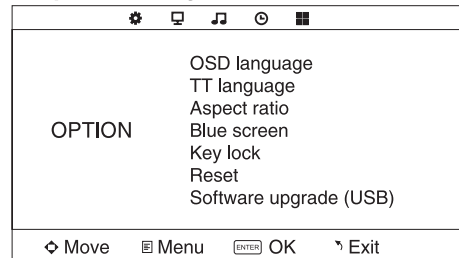 OSD language
TT language
Aspect ratio
OPTION Blue screen
Key lock
Reset
Software upgrade (USB)
Move Menu ENTER OK Exit